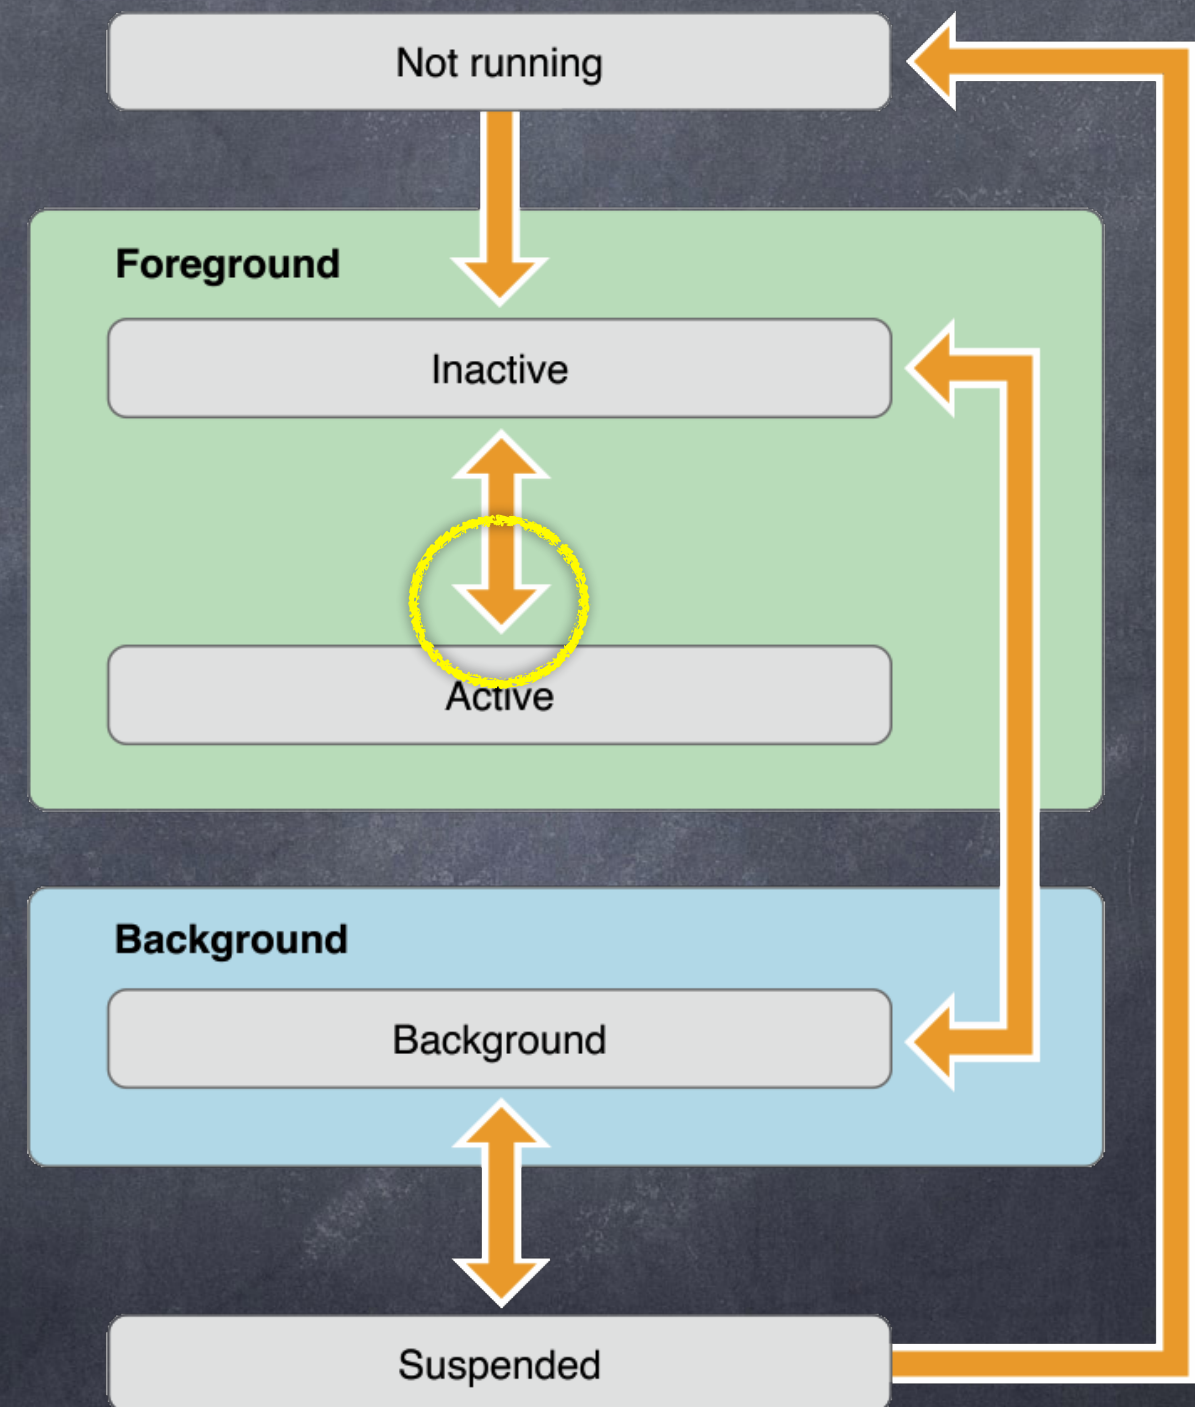 Not running
Foreground
Inactive
Active
Background
Background
Suspended